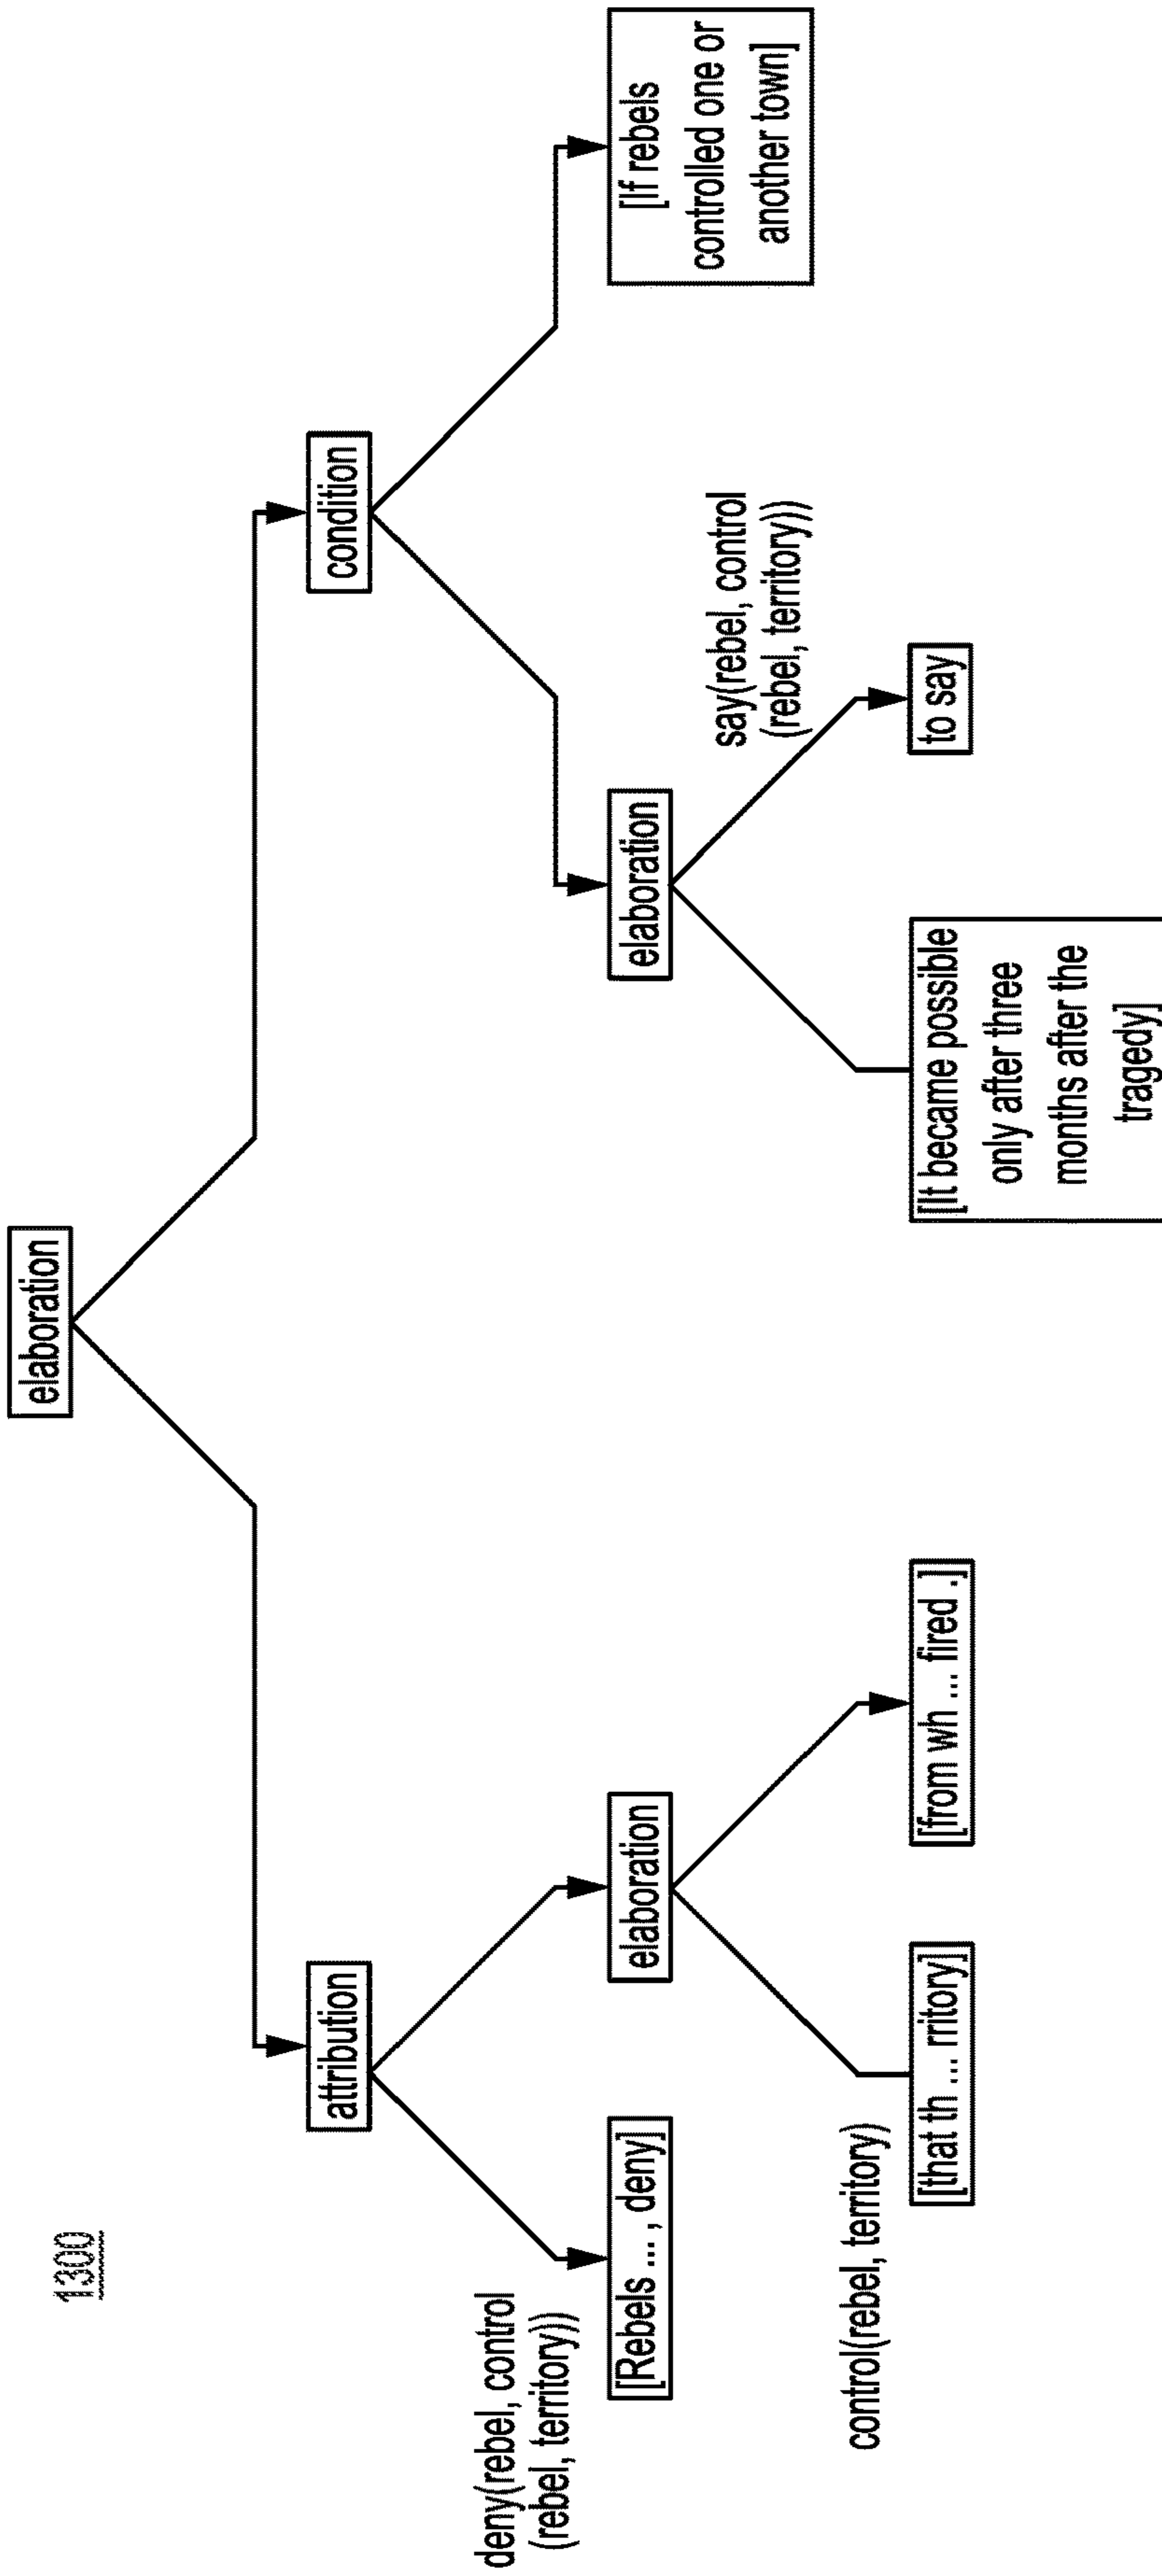 1300
elaboration
attribution
condition
deny(rebel, control
(rebel, territory))
[Rebels ... , deny]
elaboration
elaboration
[If rebels
controlled one or
another town]
say(rebel, control
(rebel, territory))
control(rebel, territory)
[that th ... rritory]
[from wh ... fired .]
[It became possible
only after three
months after the
tragedy]
to say